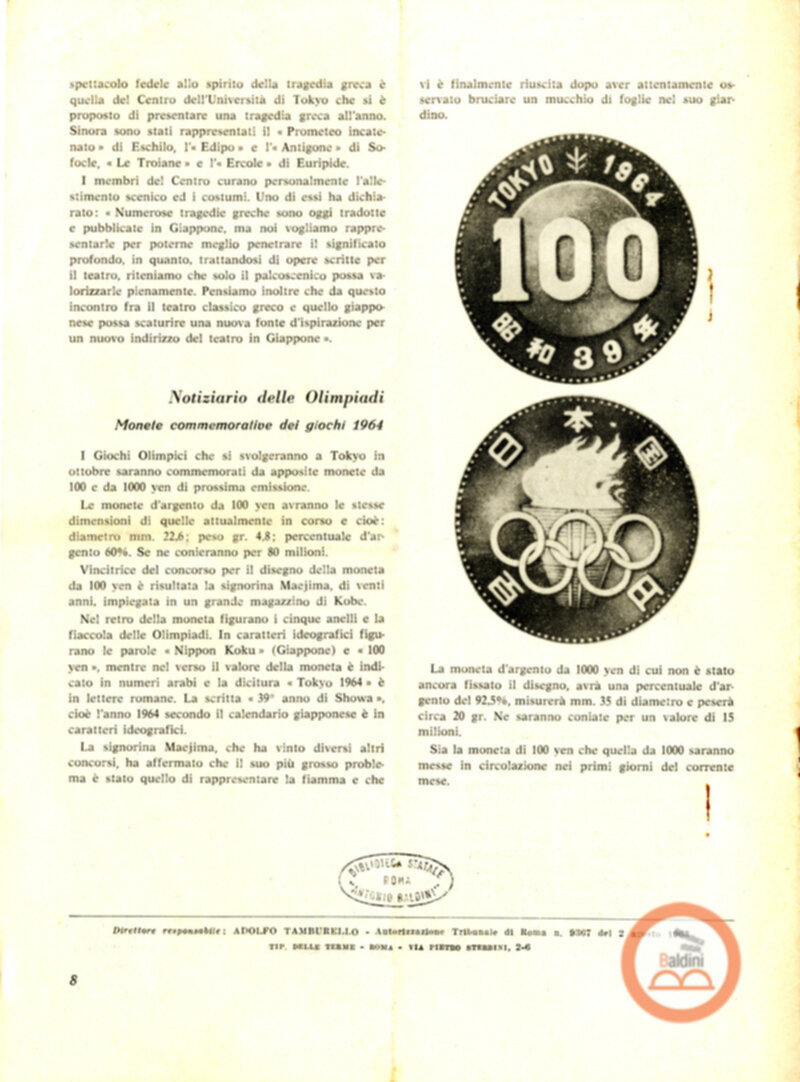 spettacolo fedele allo spirito della tragedia greca è
quella del Centro dell'Università di Tokyo che si è
proposto di presentare una tragedia greca all'anno.
Sinora sono stati rappresentati il « Prometeo incate-
nato » di Eschilo, l'« Edipo » e l'« Antigone » di So-
focle, « Le Troiane » e l'« Ercole » di Euripide.
I membri del Centro curano personalmente l'alle-
stimento scenico ed i costumi. Uno di essi ha dichia-
rato: « Numerose tragedie greche sono oggi tradotte
e pubblicate in Giappone, ma noi vogliamo rappre-
sentarle per poterne meglio penetrare il significato
profondo, in quanto, trattandosi di opere scritte per
il teatro, riteniamo che solo il palcoscenico possa va-
lorizzarle pienamente. Pensiamo inoltre che da questo
incontro fra il teatro classico greco e quello giappo-
nese possa scaturire una nuova fonte d'ispirazione per
un nuovo indirizzo del teatro in Giappone ».
Notiziario delle Olimpiadi
Monete commemorative dei giochi 1964
I Giochi Olimpici che si svolgeranno a Tokyo in
ottobre saranno commemorati da apposite monete da
100 e da 1000 yen di prossima emissione.
Le monete d'argento da 100 yen avranno le stesse
dimensioni di quelle attualmente in corso e cioè:
diametro mm. 22,6; peso gr. 4,8; percentuale d'ar-
gento 60%. Se ne conieranno per 80 milioni.
Vincitrice del concorso per il disegno della moneta
da 100 yen è risultata la signorina Maejima, di venti
anni, impiegata in un grande magazzino di Kobe.
Nel retro della moneta figurano i cinque anelli e la
fiaccola delle Olimpiadi. In caratteri ideografici figu-
rano le parole « Nippon Koku » (Giappone) e « 100
yen », mentre nel verso il valore della moneta è indi-
cato in numeri arabi e la dicitura « Tokyo 1964 » è
in lettere romane. La scritta « 39° anno di Showa »,
cioè l'anno 1964 secondo il calendario giapponese è in
caratteri ideografici.
La signorina Maejima, che ha vinto diversi altri
concorsi, ha affermato che il suo più grosso proble-
ma è stato quello di rappresentare la fiamma e che
vi è finalmente riuscita dopo aver attentamente os-
servato bruciare un mucchio di foglie nel suo giar-
dino.
TOKYO 1964
100
昭和39年
日本国
百円
La moneta d'argento da 1000 yen di cui non è stato
ancora fissato il disegno, avrà una percentuale d'ar-
gento del 92,5%, misurerà mm. 35 di diametro e peserà
circa 20 gr. Ne saranno coniate per un valore di 15
milioni.
Sia la moneta di 100 yen che quella da 1000 saranno
messe in circolazione nei primi giorni del corrente
mese.
BIBLIOTECA STATALE
ROMA
"ANTONIO BALDINI"
Direttore responsabile: ADOLFO TAMBURELLO - Autorizzazione Tribunale di Roma n. 9367 del 2
TIP. DELLE TERME - ROMA - VIA PIETRO STERBINI, 2-6
8
Baldini